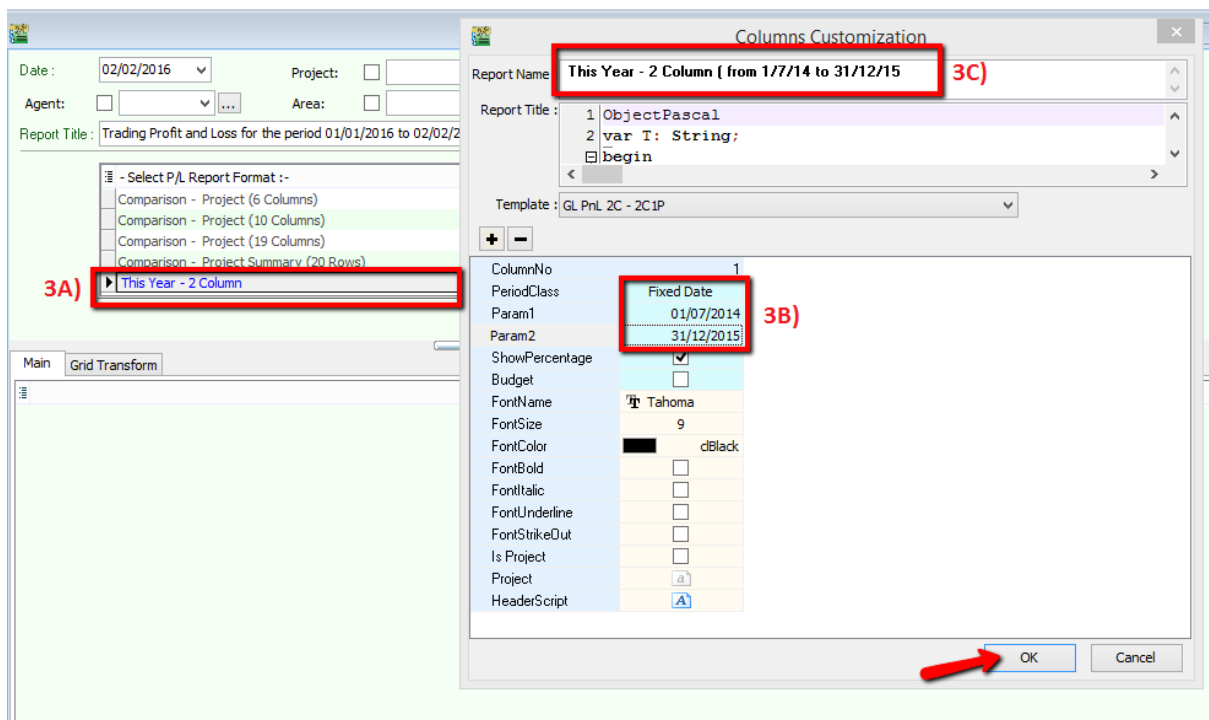 Date :
02/02/2016
Project:
Agent:
...
Area:
Report Title :
Trading Profit and Loss for the period 01/01/2016 to 02/02/2
- Select P/L Report Format :-
Comparison - Project (6 Columns)
Comparison - Project (10 Columns)
Comparison - Project (19 Columns)
Comparison - Project Summary (20 Rows)
3A)
This Year - 2 Column
Main
Grid Transform
Columns Customization
Report Name
This Year - 2 Column ( from 1/7/14 to 31/12/15
3C)
Report Title :
1 ObjectPascal
2 var T: String;
begin
Template :
GL PnL 2C - 2C1P
ColumnNo 1
PeriodClass Fixed Date
Param1 01/07/2014
3B)
Param2 31/12/2015
ShowPercentage
Budget
FontName Tahoma
FontSize 9
FontColor clBlack
FontBold
FontItalic
FontUnderline
FontStrikeOut
Is Project
Project a
HeaderScript A
OK
Cancel